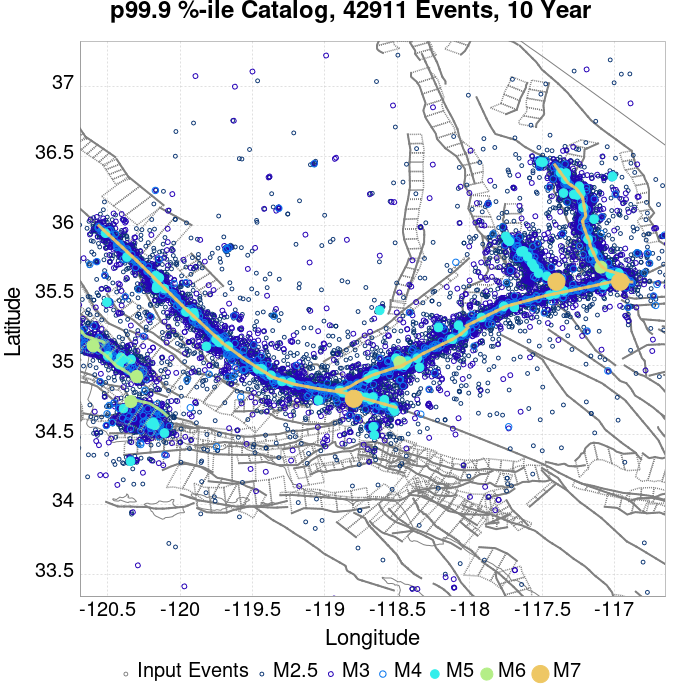 p99.9 %-ile Catalog, 42911 Events, 10 Year
37
36.5
36
35.5
35
34.5
34
33.5
Latitude
-120.5 -120 -119.5 -119 -118.5 -118 -117.5 -117
Longitude
Input Events M2.5 M3 M4 M5 M6 M7